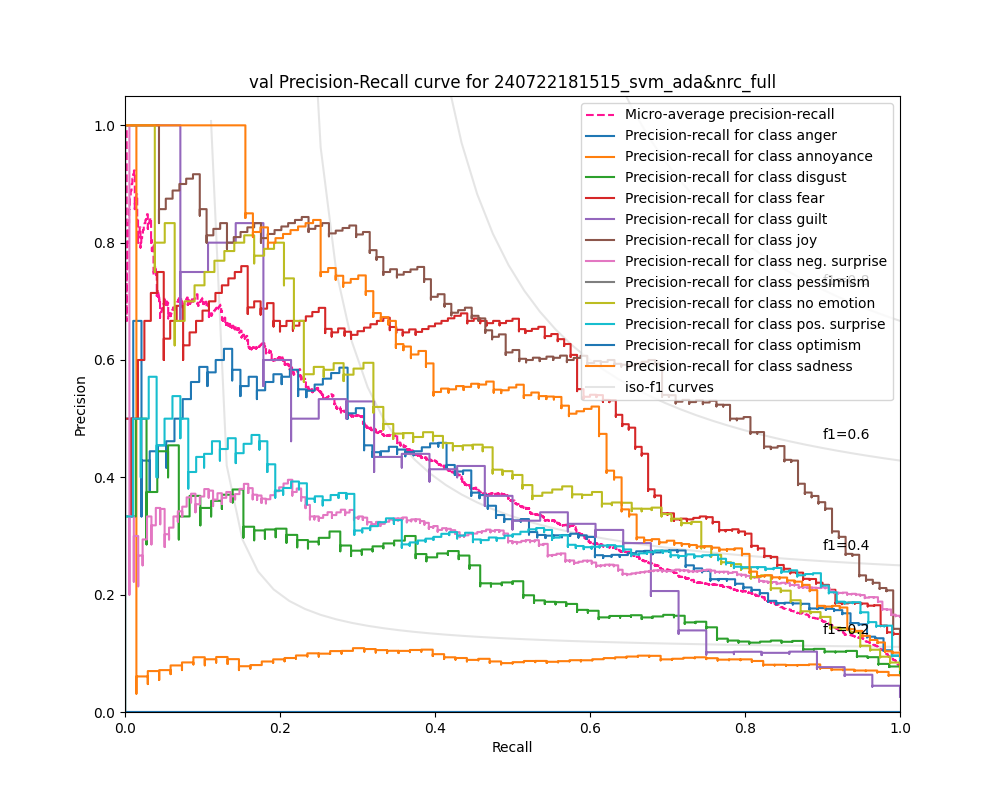 val Precision-Recall curve for 240722181515_svm_ada&nrc_full
1.0
0.8
0.6
0.4
0.2
0.0
Precision
Micro-average precision-recall
Precision-recall for class anger
Precision-recall for class annoyance
Precision-recall for class disgust
Precision-recall for class fear
Precision-recall for class guilt
Precision-recall for class joy
Precision-recall for class neg. surprise
Precision-recall for class pessimism
Precision-recall for class no emotion
Precision-recall for class pos. surprise
Precision-recall for class optimism
Precision-recall for class sadness
iso-f1 curves
f1=0.6
f1=0.4
f1=0.2
0.0 0.2 0.4 0.6 0.8 1.0
Recall